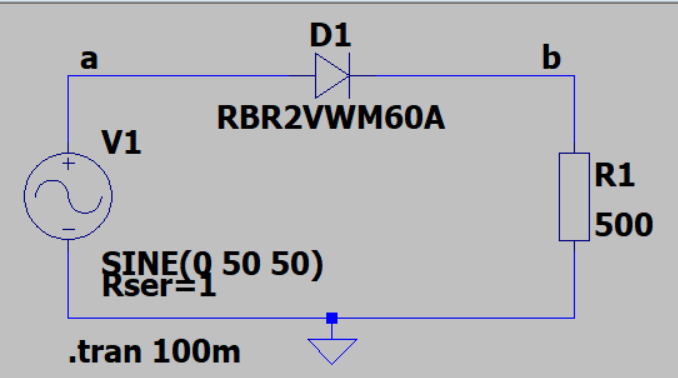 D1
a
b
RBR2VWM60A
V1
+
R1
500
−
SINE(0 50 50)
Rser=1
.tran 100m